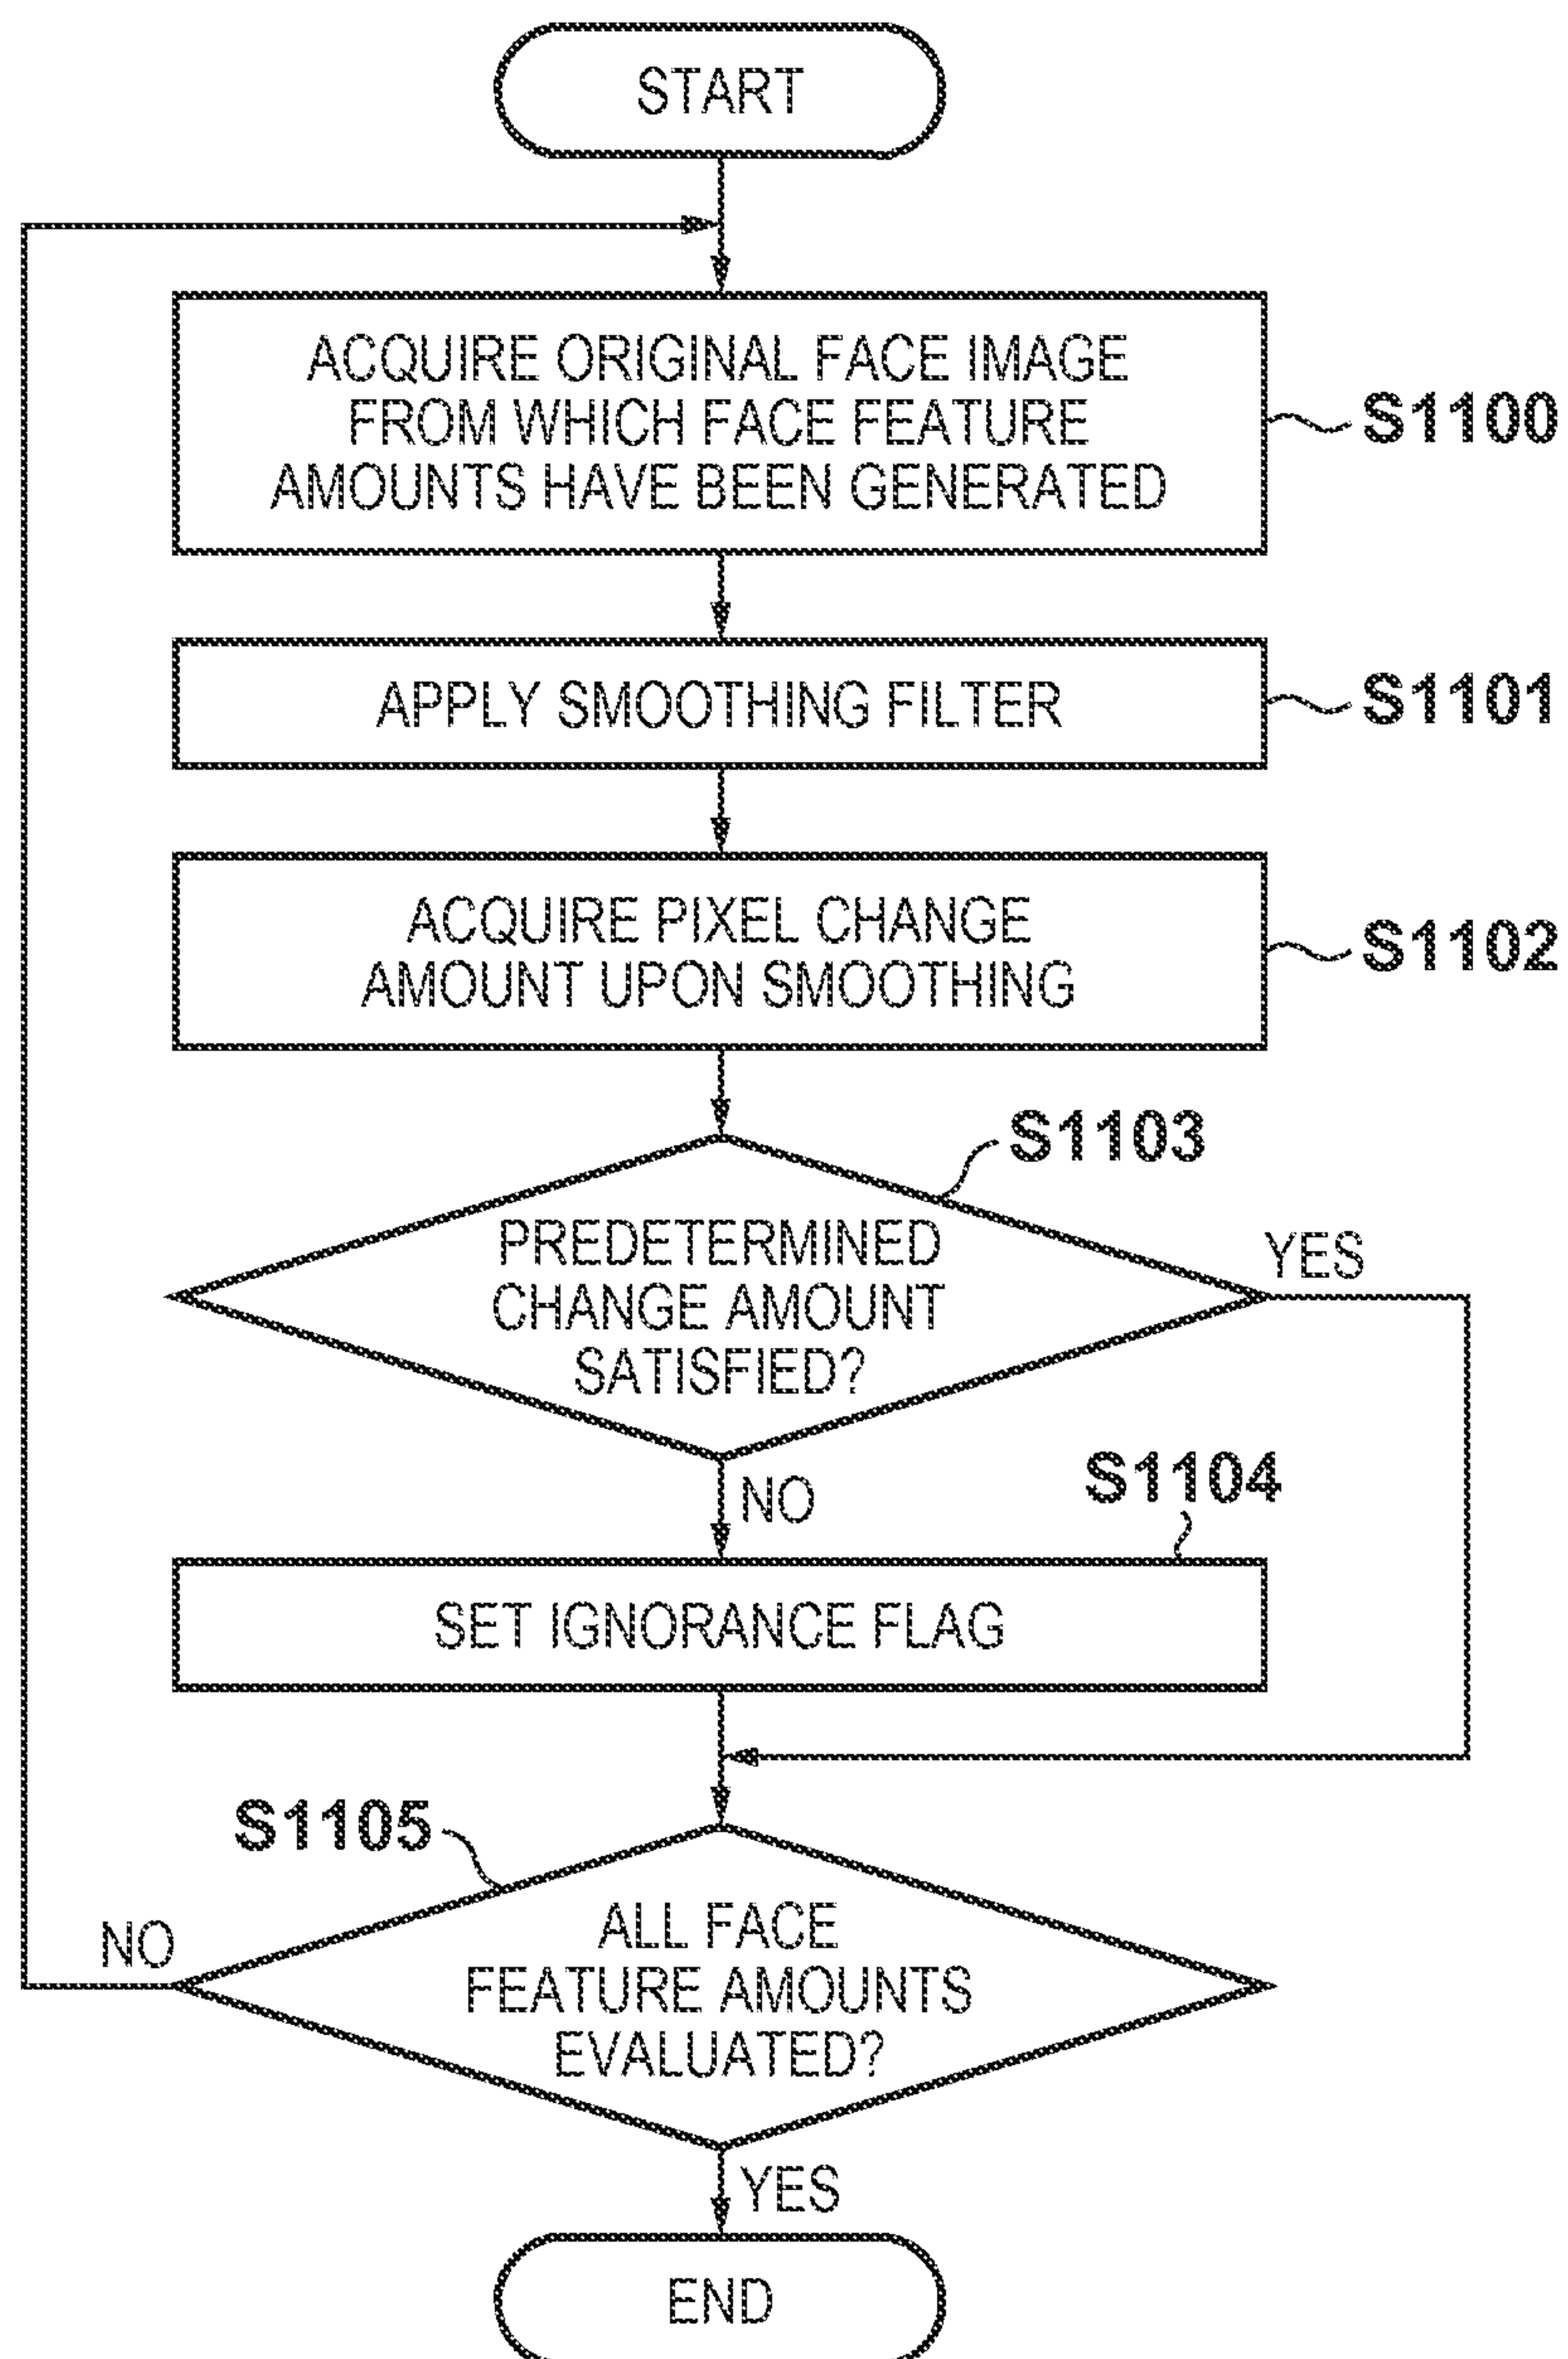 START
ACQUIRE ORIGINAL FACE IMAGE
FROM WHICH FACE FEATURE
AMOUNTS HAVE BEEN GENERATED
S1100
APPLY SMOOTHING FILTER
S1101
ACQUIRE PIXEL CHANGE
AMOUNT UPON SMOOTHING
S1102
S1103
PREDETERMINED
CHANGE AMOUNT
SATISFIED?
YES
NO
S1104
SET IGNORANCE FLAG
S1105
ALL FACE
FEATURE AMOUNTS
EVALUATED?
NO
YES
END